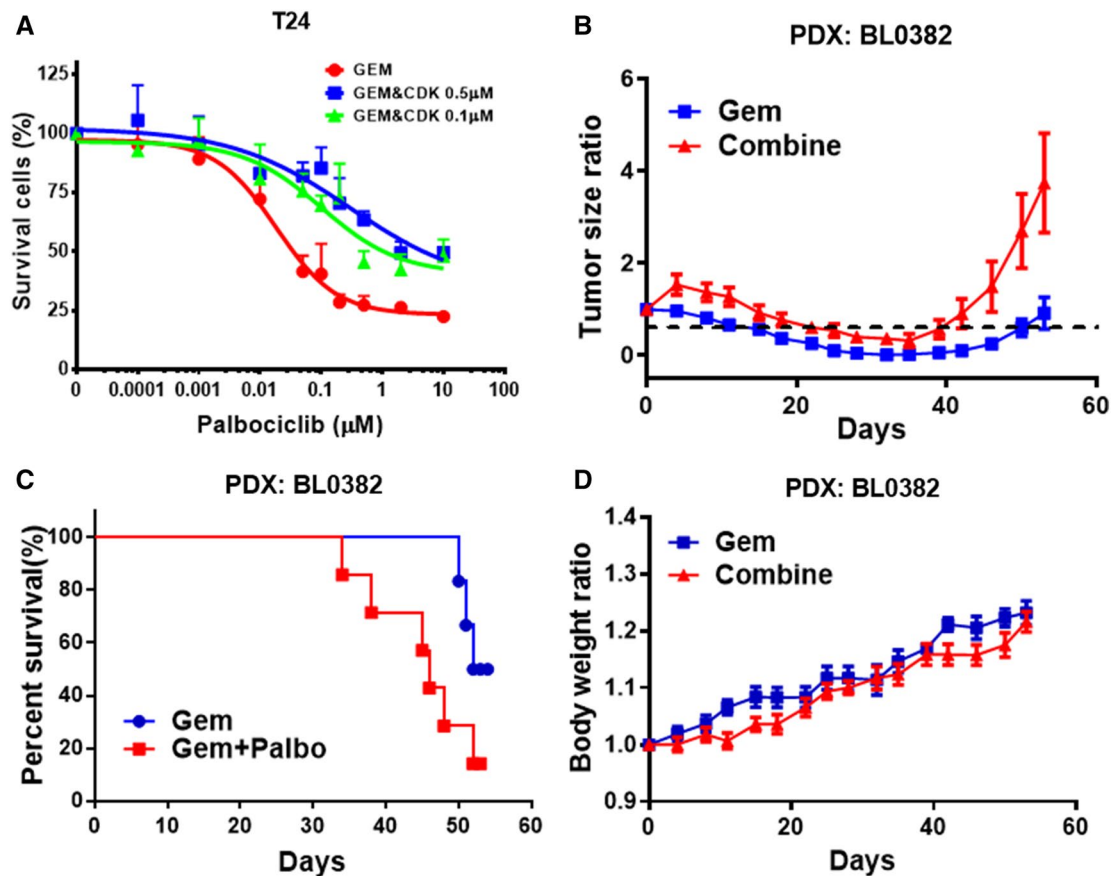 A
T24
GEM
GEM&CDK 0.5μM
GEM&CDK 0.1μM
Survival cells (%)
125
100
75
50
25
0
0 0.0001 0.001 0.01 0.1 1 10 100
Palbociclib (μM)
B
PDX: BL0382
Gem
Combine
Tumor size ratio
6
4
2
0
0 20 40 60
Days
C
PDX: BL0382
Percent survival(%)
100
80
60
40
20
0
Gem
Gem+Palbo
0 10 20 30 40 50 60
Days
D
PDX: BL0382
Gem
Combine
Body weight ratio
1.4
1.3
1.2
1.1
1.0
0.9
0 20 40 60
Days